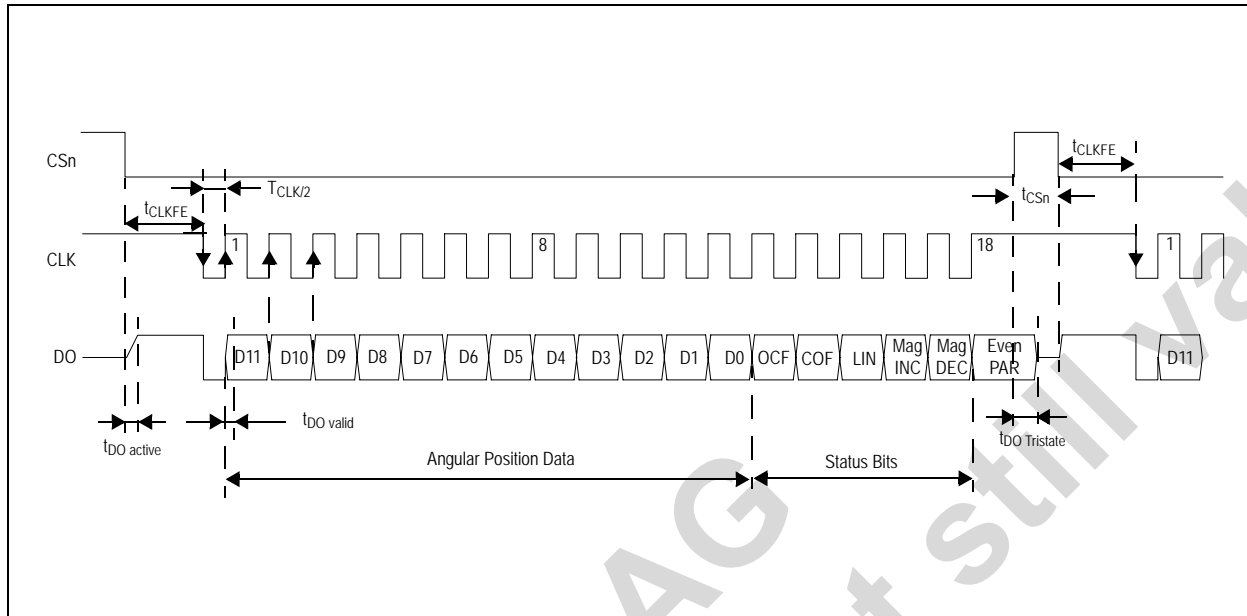 CSn
tCLKFE
TCLK/2
tCLKFE
tCSn
CLK
1
8
18
1
DO
D11 D10 D9 D8 D7 D6 D5 D4 D3 D2 D1 D0 OCF COF LIN Mag INC Mag DEC Even PAR D11
tDO active
tDO valid
tDO Tristate
Angular Position Data
Status Bits
AG
still